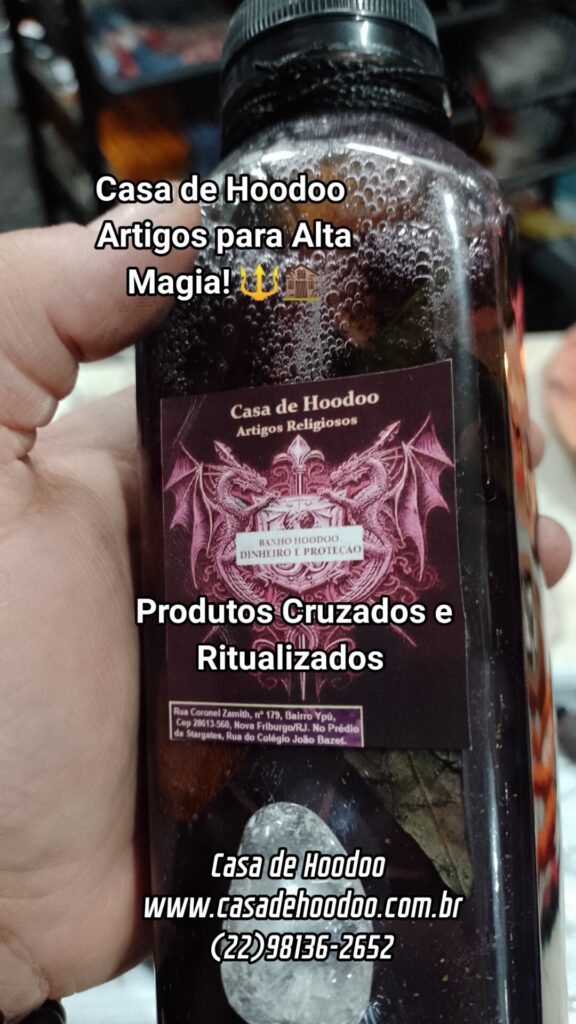 Casa de Hoodoo
Artigos para Alta
Magia! 🔱🏚️
Casa de Hoodoo
Artigos Religiosos
BANHO HOODOO
DINHEIRO E PROTEÇÃO
Produtos Cruzados e
Ritualizados
Rua Coronel Zamith, nº 179, Bairro Ypú,
Cep 28613-560, Nova Friburgo/RJ. No Prédio
da Stargates, Rua do Colégio João Bazet.
Casa de Hoodoo
www.casadehoodoo.com.br
(22)98136-2652